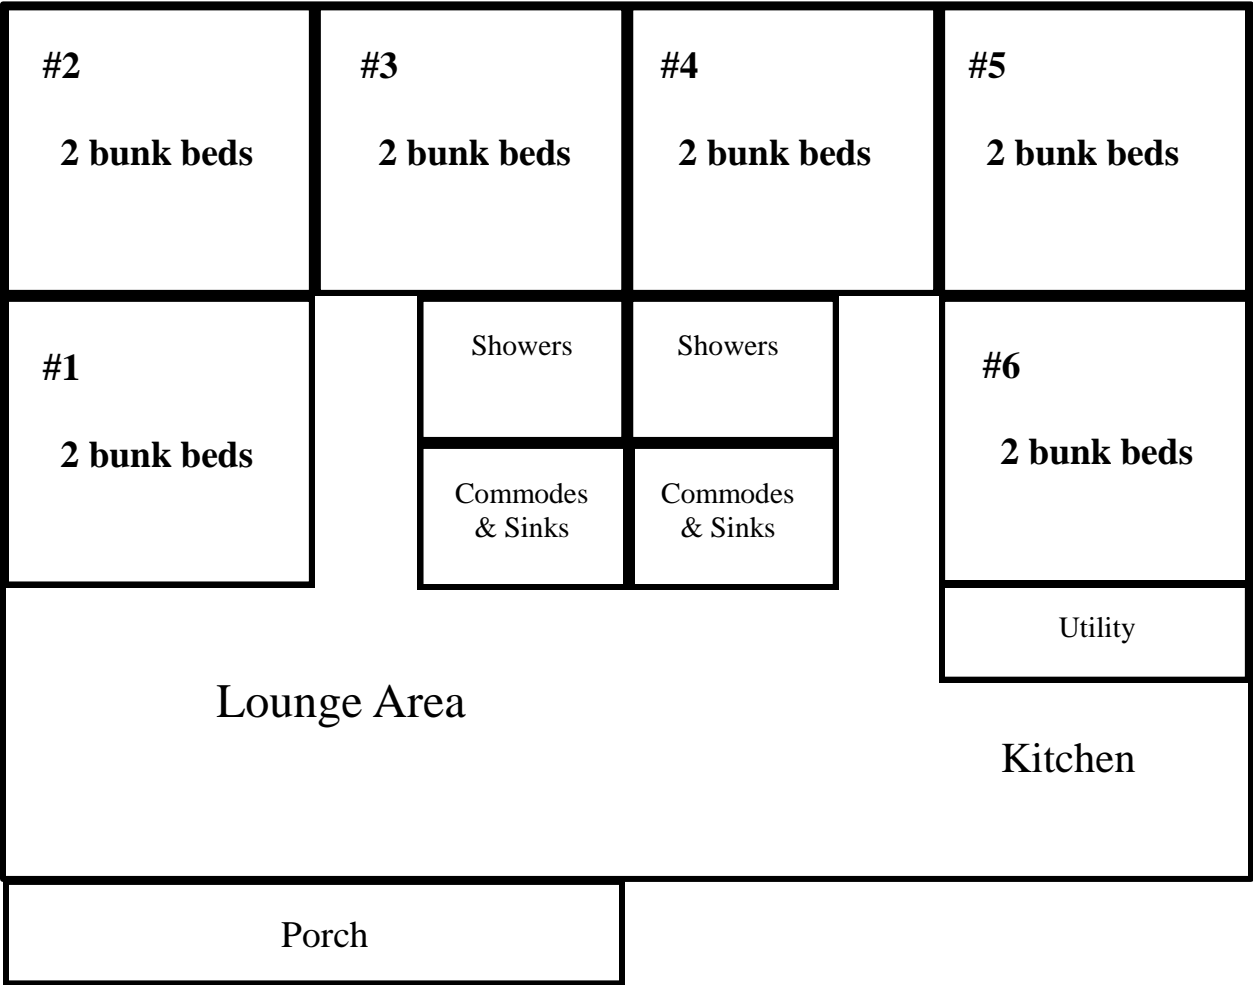 #2
2 bunk beds
#3
2 bunk beds
#4
2 bunk beds
#5
2 bunk beds
#1
2 bunk beds
Showers
Showers
Commodes
& Sinks
Commodes
& Sinks
#6
2 bunk beds
Utility
Lounge Area
Kitchen
Porch